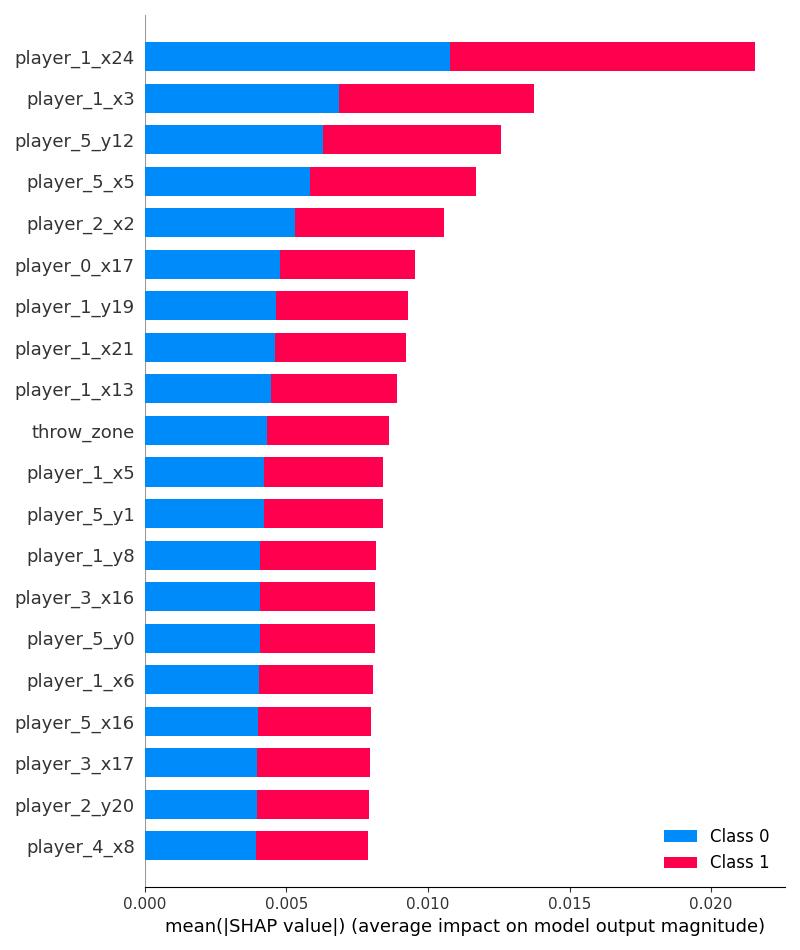 player_1_x24
player_1_x3
player_5_y12
player_5_x5
player_2_x2
player_0_x17
player_1_y19
player_1_x21
player_1_x13
throw_zone
player_1_x5
player_5_y1
player_1_y8
player_3_x16
player_5_y0
player_1_x6
player_5_x16
player_3_x17
player_2_y20
player_4_x8
Class 0
Class 1
0.000 0.005 0.010 0.015 0.020
mean(|SHAP value|) (average impact on model output magnitude)